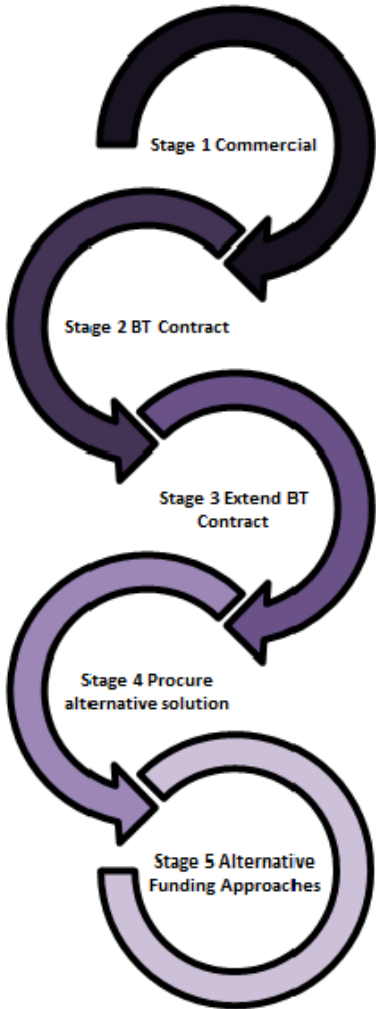 Stage 1 Commercial
Stage 2 BT Contract
Stage 3 Extend BT
Contract
Stage 4 Procure
alternative solution
Stage 5 Alternative
Funding Approaches